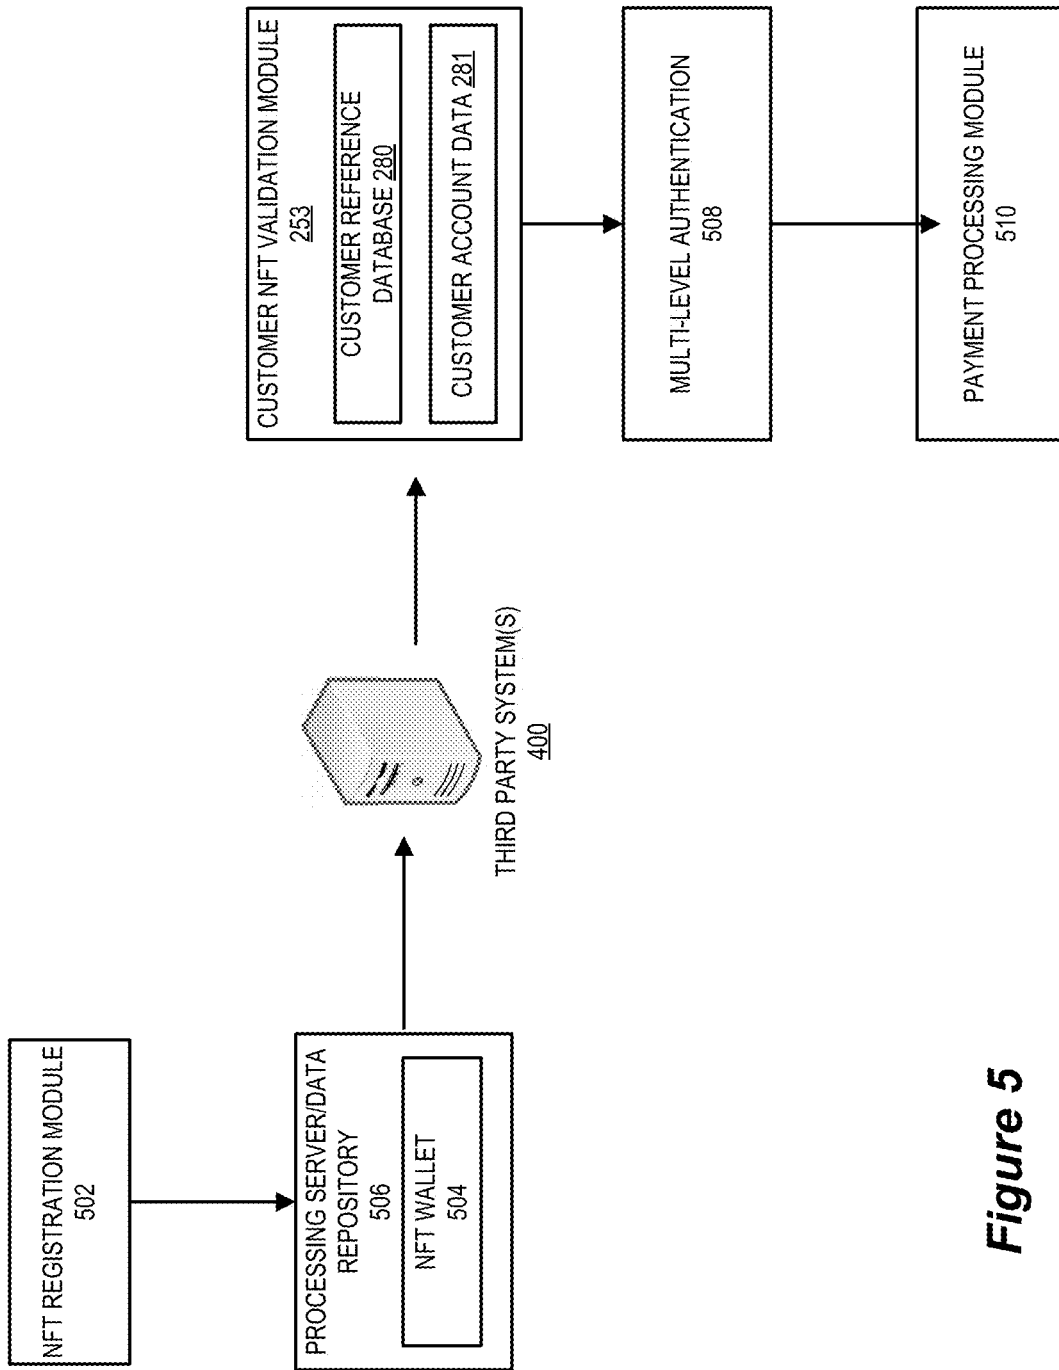 NFT REGISTRATION MODULE
502
PROCESSING SERVER/DATA
REPOSITORY
506
NFT WALLET
504
THIRD PARTY SYSTEM(S)
400
CUSTOMER NFT VALIDATION MODULE
253
CUSTOMER REFERENCE
DATABASE 280
CUSTOMER ACCOUNT DATA 281
MULTI-LEVEL AUTHENTICATION
508
PAYMENT PROCESSING MODULE
510
Figure 5